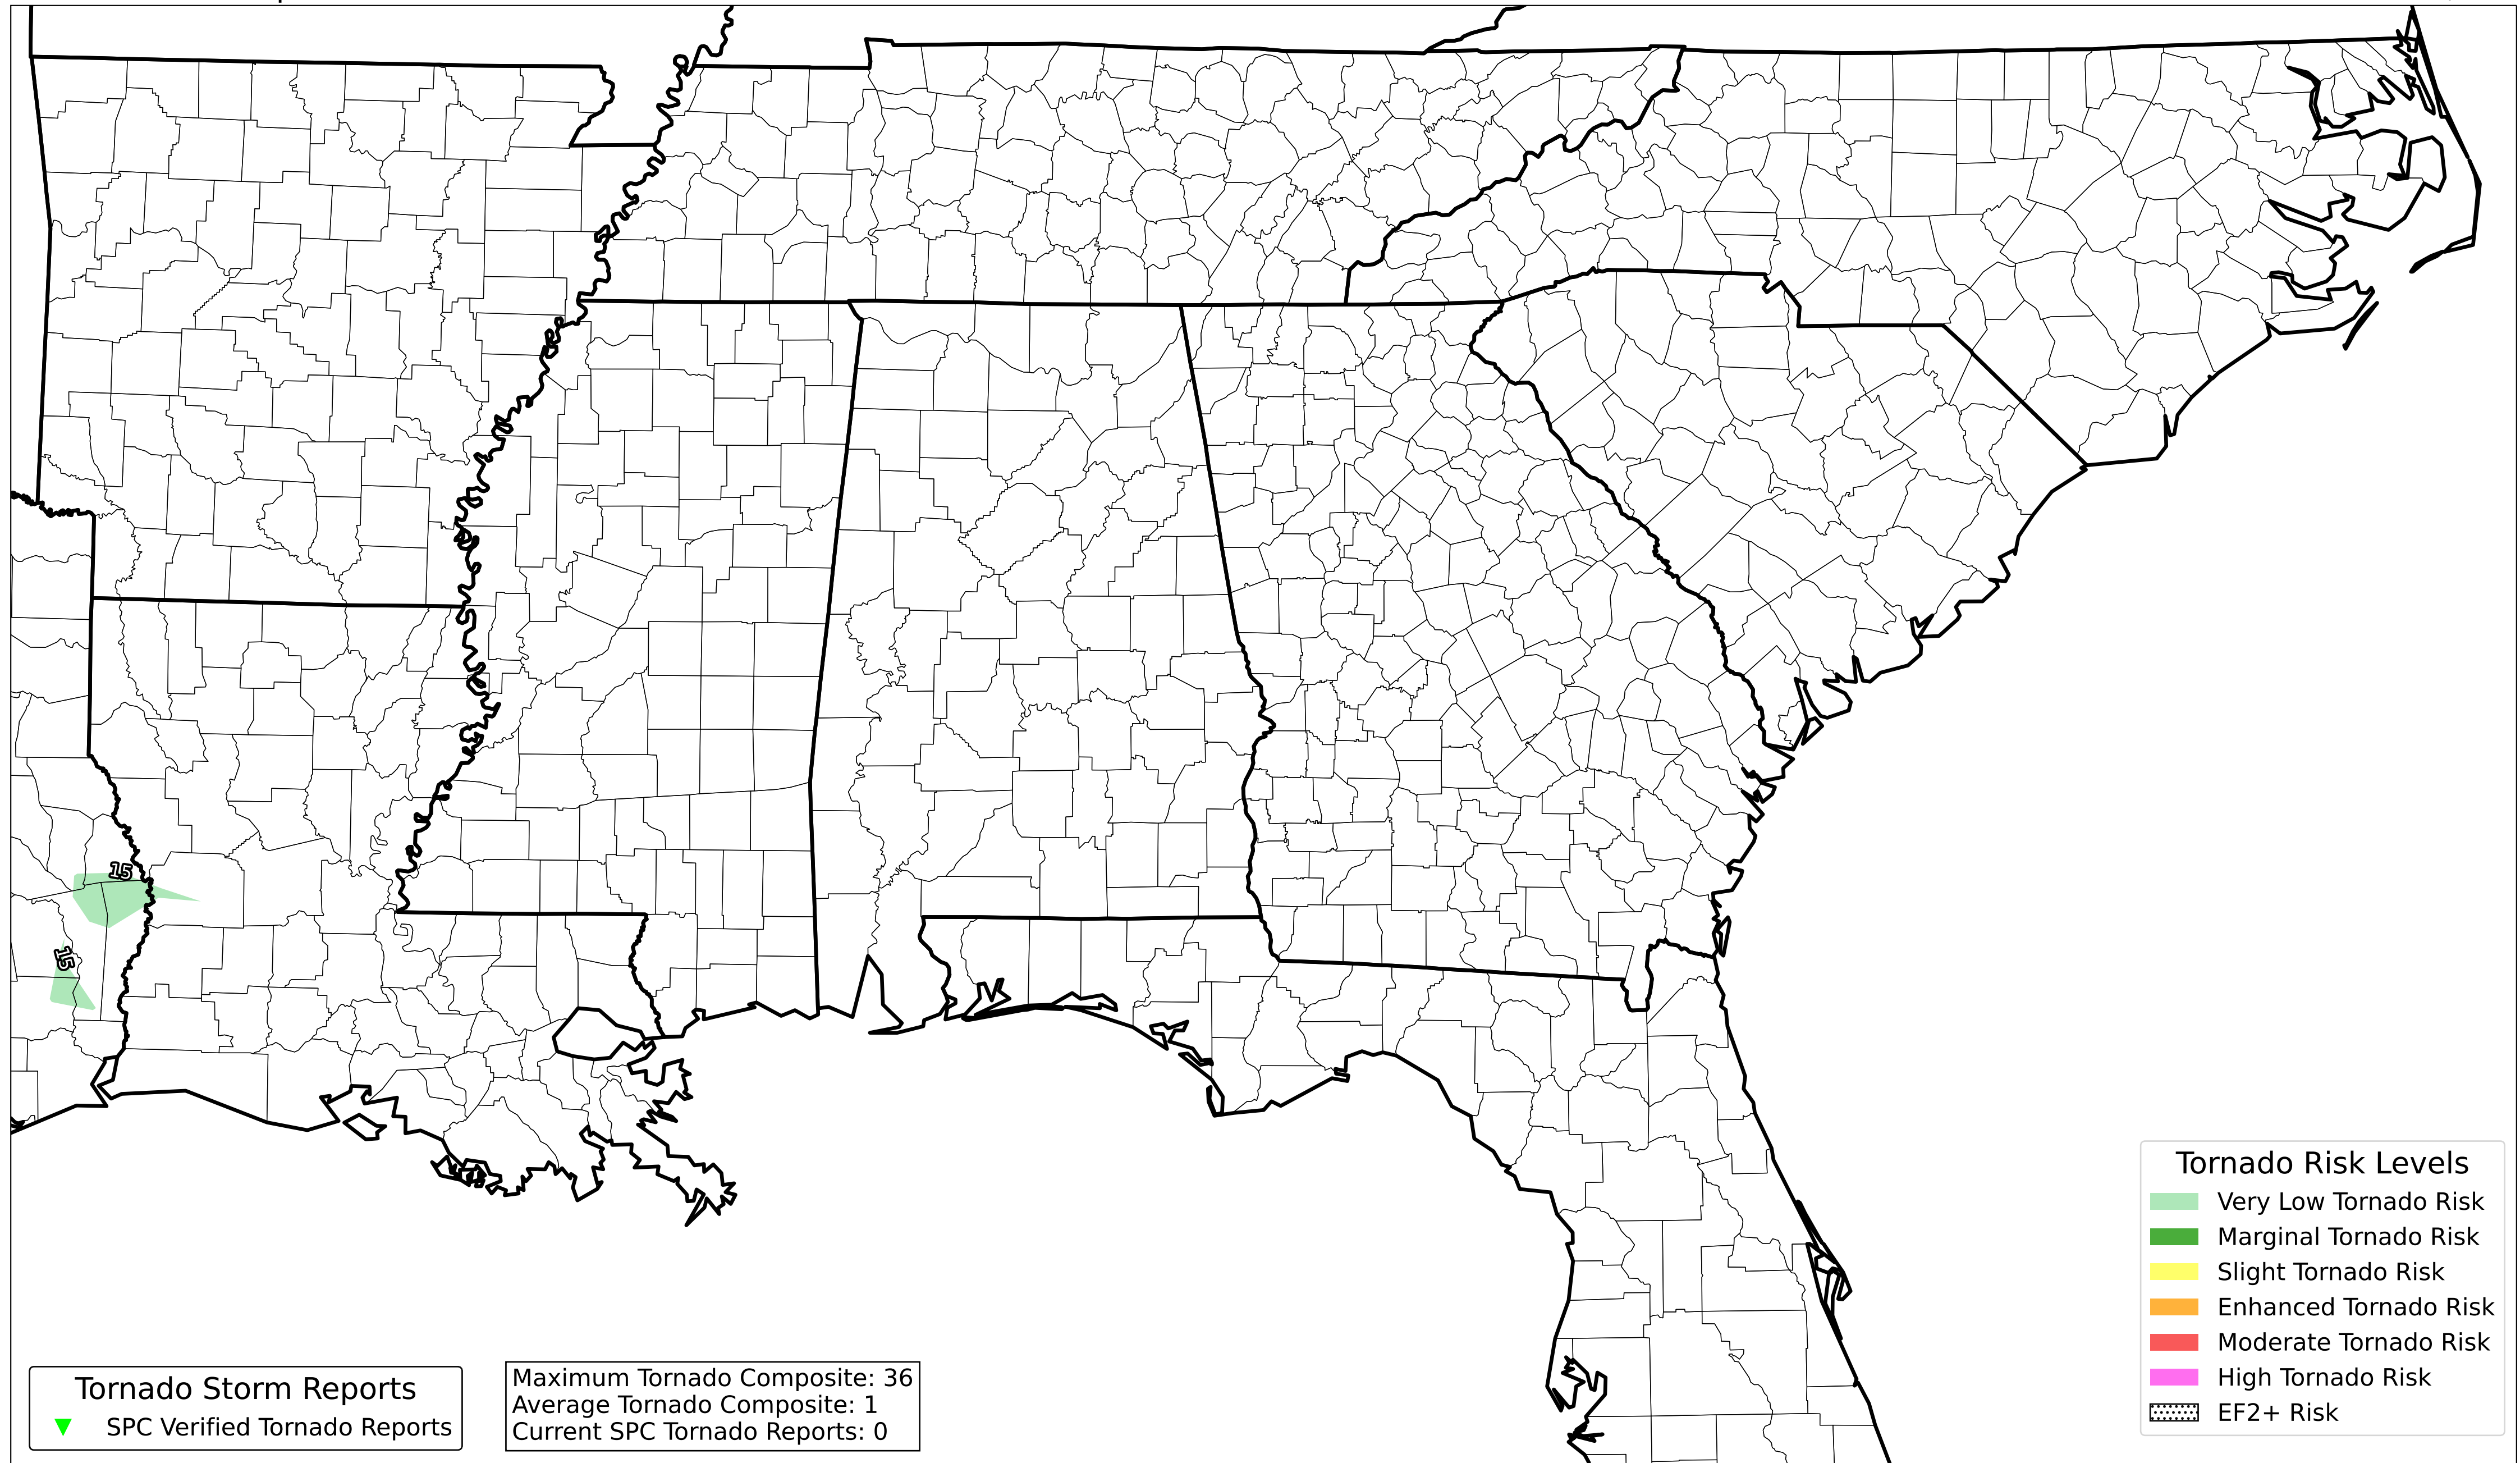 15
15
Tornado Risk Levels
Very Low Tornado Risk
Marginal Tornado Risk
Slight Tornado Risk
Enhanced Tornado Risk
Moderate Tornado Risk
High Tornado Risk
EF2+ Risk
Tornado Storm Reports
SPC Verified Tornado Reports
Maximum Tornado Composite: 36
Average Tornado Composite: 1
Current SPC Tornado Reports: 0